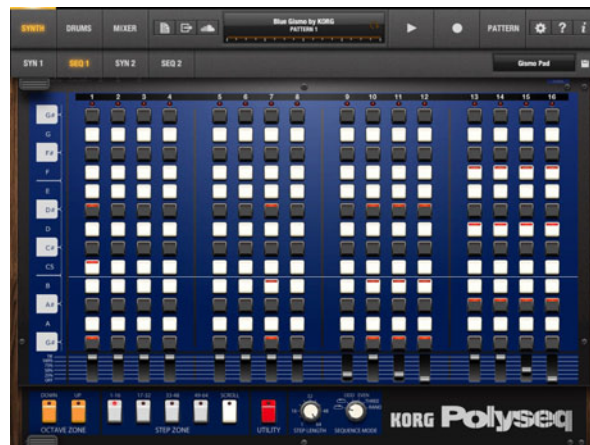 SYNTH DRUMS MIXER Blue Gismo by KORG PATTERN ? i
PATTERN 1
SYN 1 SEQ 1 SYN 2 SEQ 2 Gismo Pad
1 2 3 4 5 6 7 8 9 10 11 12 13 14 15 16
G#
G
F#
F
E
D#
D
C#
C5
B
A#
A
G#
DOWN UP 1-16 17-32 33-48 49-64 SCROLL
OCTAVE ZONE STEP ZONE UTILITY STEP LENGTH SEQUENCE MODE KORG Polyseq